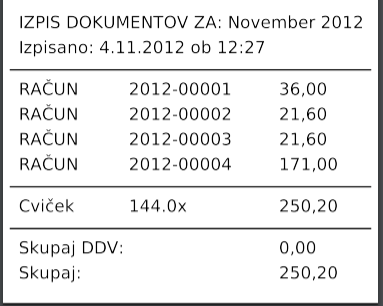 IZPIS DOKUMENTOV ZA: November 2012
Izpisano: 4.11.2012 ob 12:27
RAČUN 2012-00001 36,00
RAČUN 2012-00002 21,60
RAČUN 2012-00003 21,60
RAČUN 2012-00004 171,00
Cviček 144.0x 250,20
Skupaj DDV: 0,00
Skupaj: 250,20